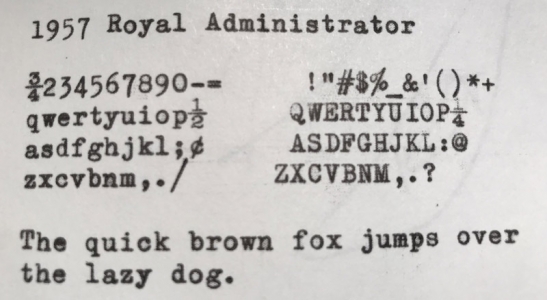 1957 Royal Administrator
¾234567890-= !"#$%_&'()*+
qwertyuiop½ QWERTYUIOP¼
asdfghjkl;¢ ASDFGHJKL:@
zxcvbnm,./ ZXCVBNM,.?
The quick brown fox jumps over
the lazy dog.